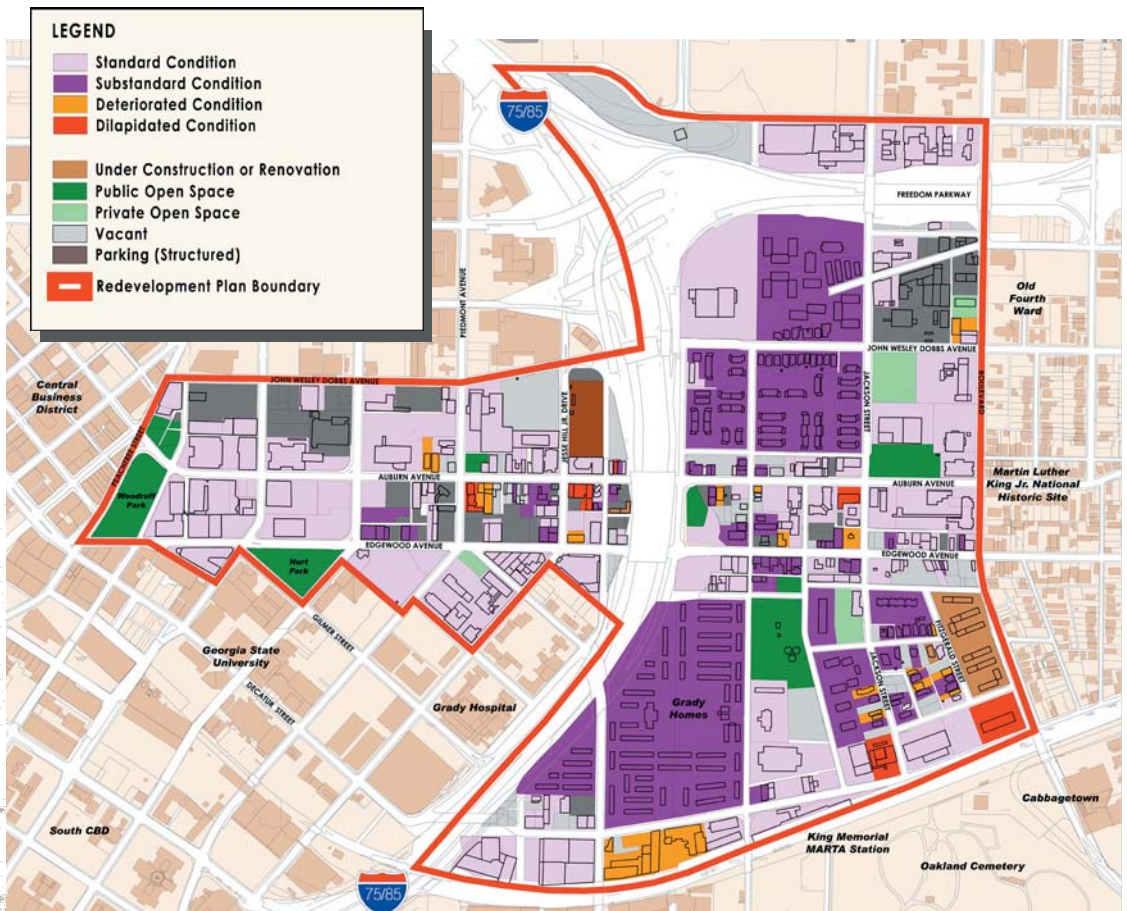 LEGEND
Standard Condition
Substandard Condition
Deteriorated Condition
Dilapidated Condition
Under Construction or Renovation
Public Open Space
Private Open Space
Vacant
Parking (Structured)
Redevelopment Plan Boundary
75/85
FREEDOM PARKWAY
PIEDMONT AVENUE
Old
Fourth
Ward
JOHN WESLEY DOBBS AVENUE
JOHN WESLEY DOBBS AVENUE
Central
Business
District
PEACHTREE STREET
JESSE HILL JR. DRIVE
JACKSON STREET
BOULEVARD
AUBURN AVENUE
AUBURN AVENUE
Martin Luther
King Jr. National
Historic Site
Woodruff
Park
EDGEWOOD AVENUE
EDGEWOOD AVENUE
Hurt
Park
GILMER STREET
Georgia State
University
DECATUR STREET
Grady Hospital
Grady
Homes
JACKSON STREET
FITZGERALD STREET
South CBD
Cabbagetown
King Memorial
MARTA Station
Oakland Cemetery
75/85